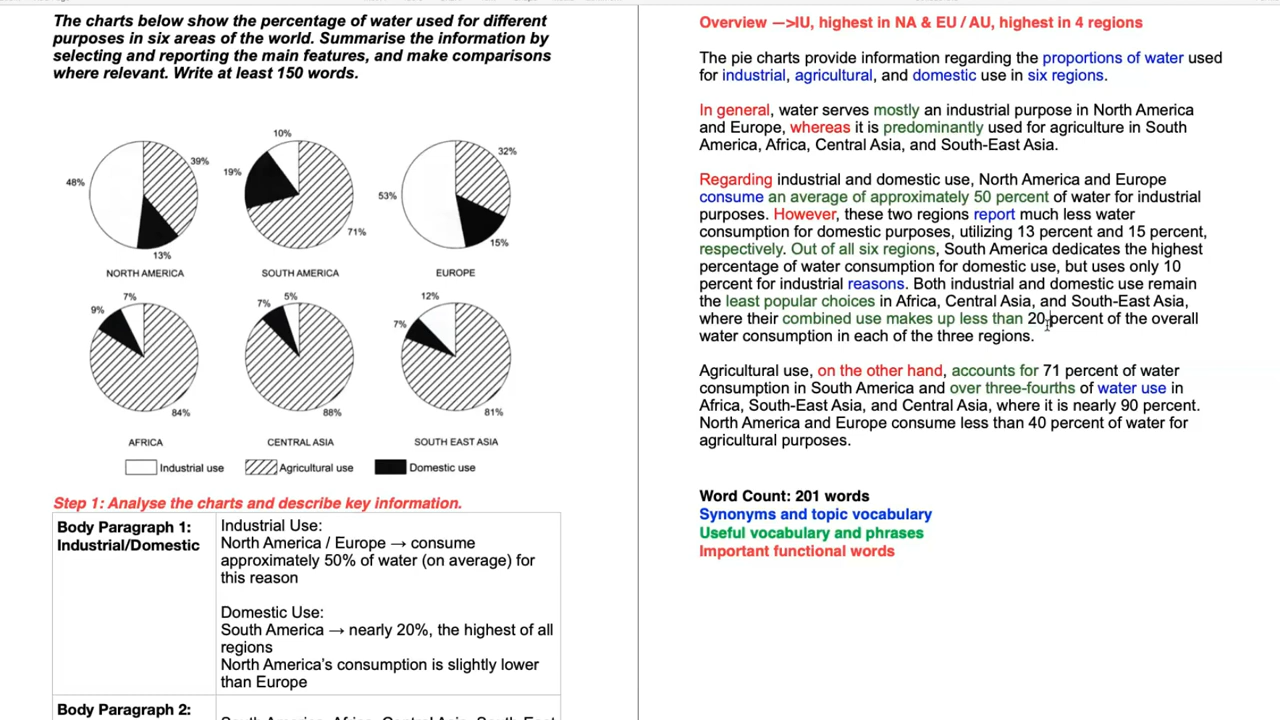 The charts below show the percentage of water used for different
purposes in six areas of the world. Summarise the information by
selecting and reporting the main features, and make comparisons
where relevant. Write at least 150 words.
48%
39%
13%
NORTH AMERICA
10%
19%
71%
SOUTH AMERICA
53%
32%
15%
EUROPE
7%
9%
84%
AFRICA
5%
7%
88%
CENTRAL ASIA
12%
7%
81%
SOUTH EAST ASIA
Industrial use
Agricultural use
Domestic use
Step 1: Analyse the charts and describe key information.
Body Paragraph 1:
Industrial/Domestic
Industrial Use:
North America / Europe → consume
approximately 50% of water (on average) for
this reason
Domestic Use:
South America → nearly 20%, the highest of all
regions
North America's consumption is slightly lower
than Europe
Body Paragraph 2:
Overview —>IU, highest in NA & EU / AU, highest in 4 regions
The pie charts provide information regarding the proportions of water used
for industrial, agricultural, and domestic use in six regions.
In general, water serves mostly an industrial purpose in North America
and Europe, whereas it is predominantly used for agriculture in South
America, Africa, Central Asia, and South-East Asia.
Regarding industrial and domestic use, North America and Europe
consume an average of approximately 50 percent of water for industrial
purposes. However, these two regions report much less water
consumption for domestic purposes, utilizing 13 percent and 15 percent,
respectively. Out of all six regions, South America dedicates the highest
percentage of water consumption for domestic use, but uses only 10
percent for industrial reasons. Both industrial and domestic use remain
the least popular choices in Africa, Central Asia, and South-East Asia,
where their combined use makes up less than 20 percent of the overall
water consumption in each of the three regions.
Agricultural use, on the other hand, accounts for 71 percent of water
consumption in South America and over three-fourths of water use in
Africa, South-East Asia, and Central Asia, where it is nearly 90 percent.
North America and Europe consume less than 40 percent of water for
agricultural purposes.
Word Count: 201 words
Synonyms and topic vocabulary
Useful vocabulary and phrases
Important functional words